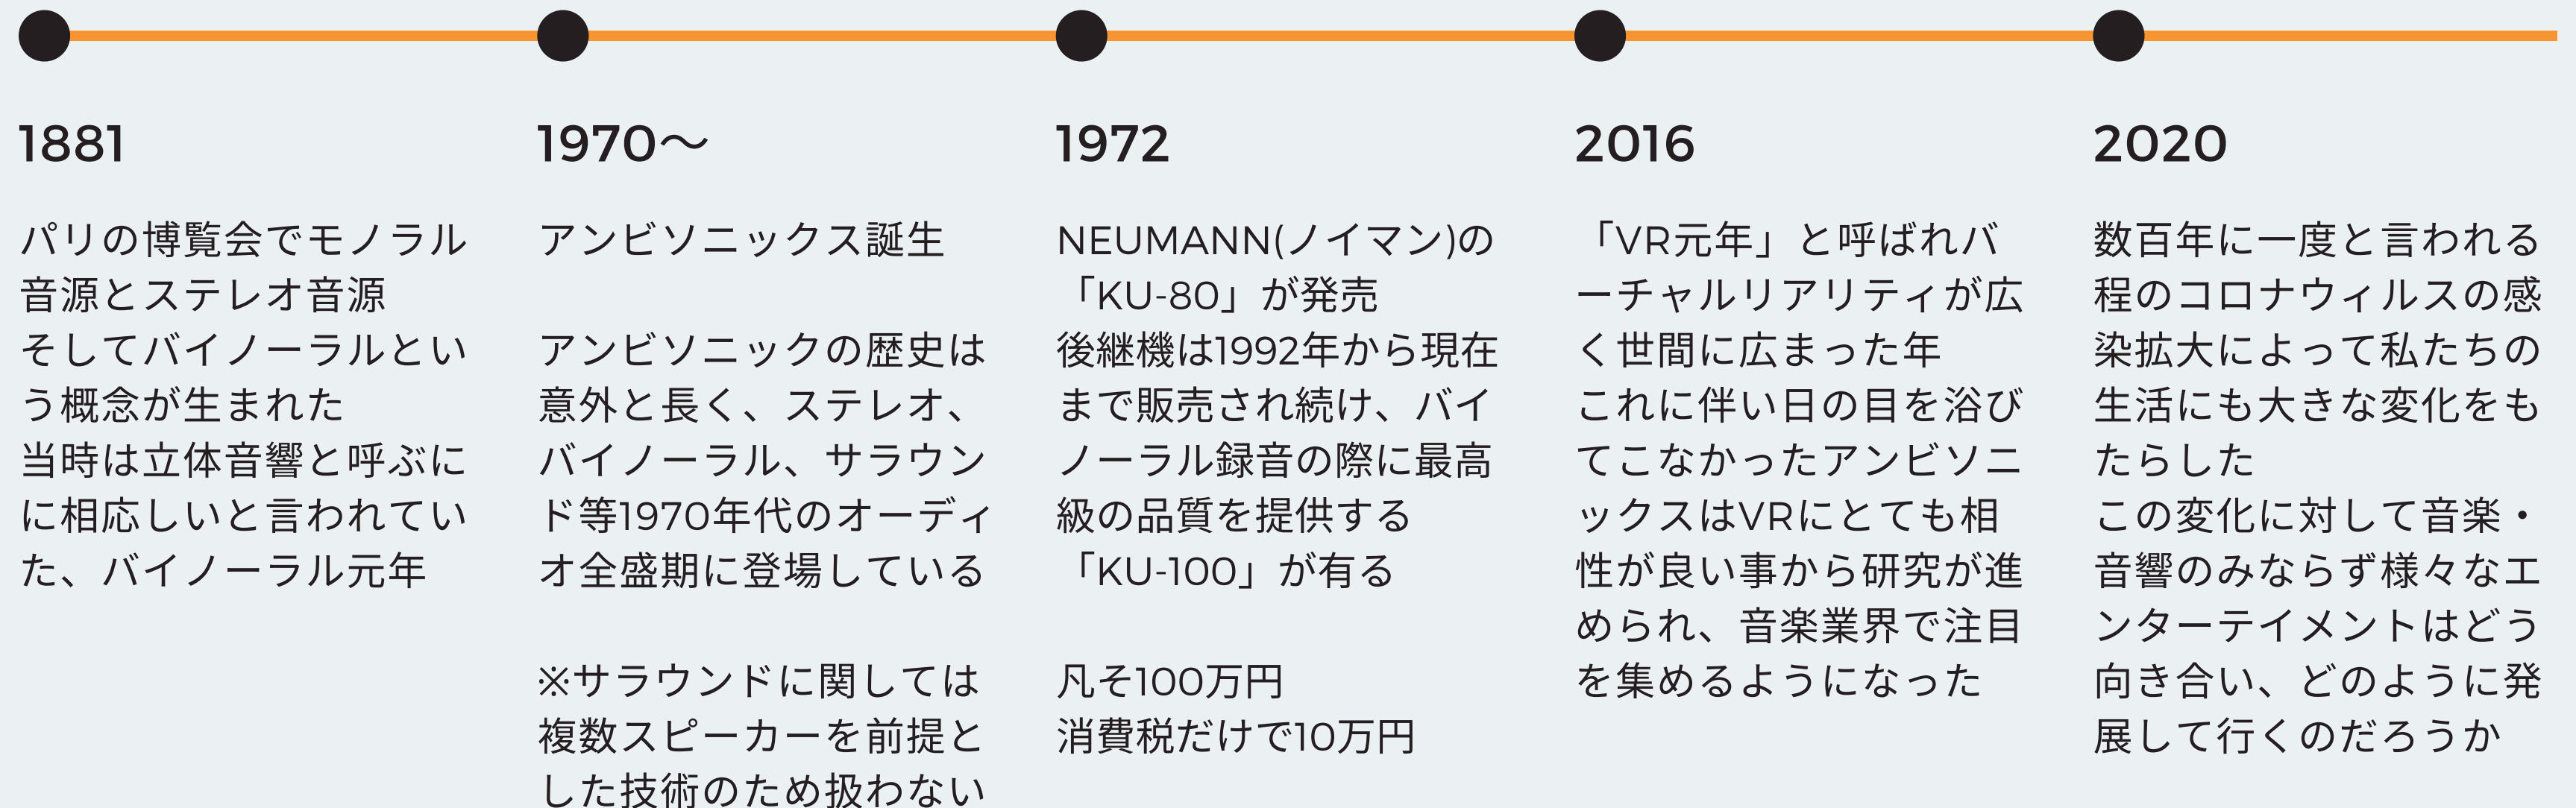 1881
パリの博覧会でモノラル
音源とステレオ音源
そしてバイノーラルとい
う概念が生まれた
当時は立体音響と呼ぶに
に相応しいと言われてい
た、バイノーラル元年
1970〜
アンビソニックス誕生
アンビソニックの歴史は
意外と長く、ステレオ、
バイノーラル、サラウン
ド等1970年代のオーディ
オ全盛期に登場している
※サラウンドに関しては
複数スピーカーを前提と
した技術のため扱わない
1972
NEUMANN(ノイマン)の
「KU-80」が発売
後継機は1992年から現在
まで販売され続け、バイ
ノーラル録音の際に最高
級の品質を提供する
「KU-100」が有る
凡そ100万円
消費税だけで10万円
2016
「VR元年」と呼ばれバ
ーチャルリアリティが広
く世間に広まった年
これに伴い日の目を浴び
てこなかったアンビソニ
ックスはVRにとても相
性が良い事から研究が進
められ、音楽業界で注目
を集めるようになった
2020
数百年に一度と言われる
程のコロナウィルスの感
染拡大によって私たちの
生活にも大きな変化をも
たらした
この変化に対して音楽・
音響のみならず様々なエ
ンターテイメントはどう
向き合い、どのように発
展して行くのだろうか